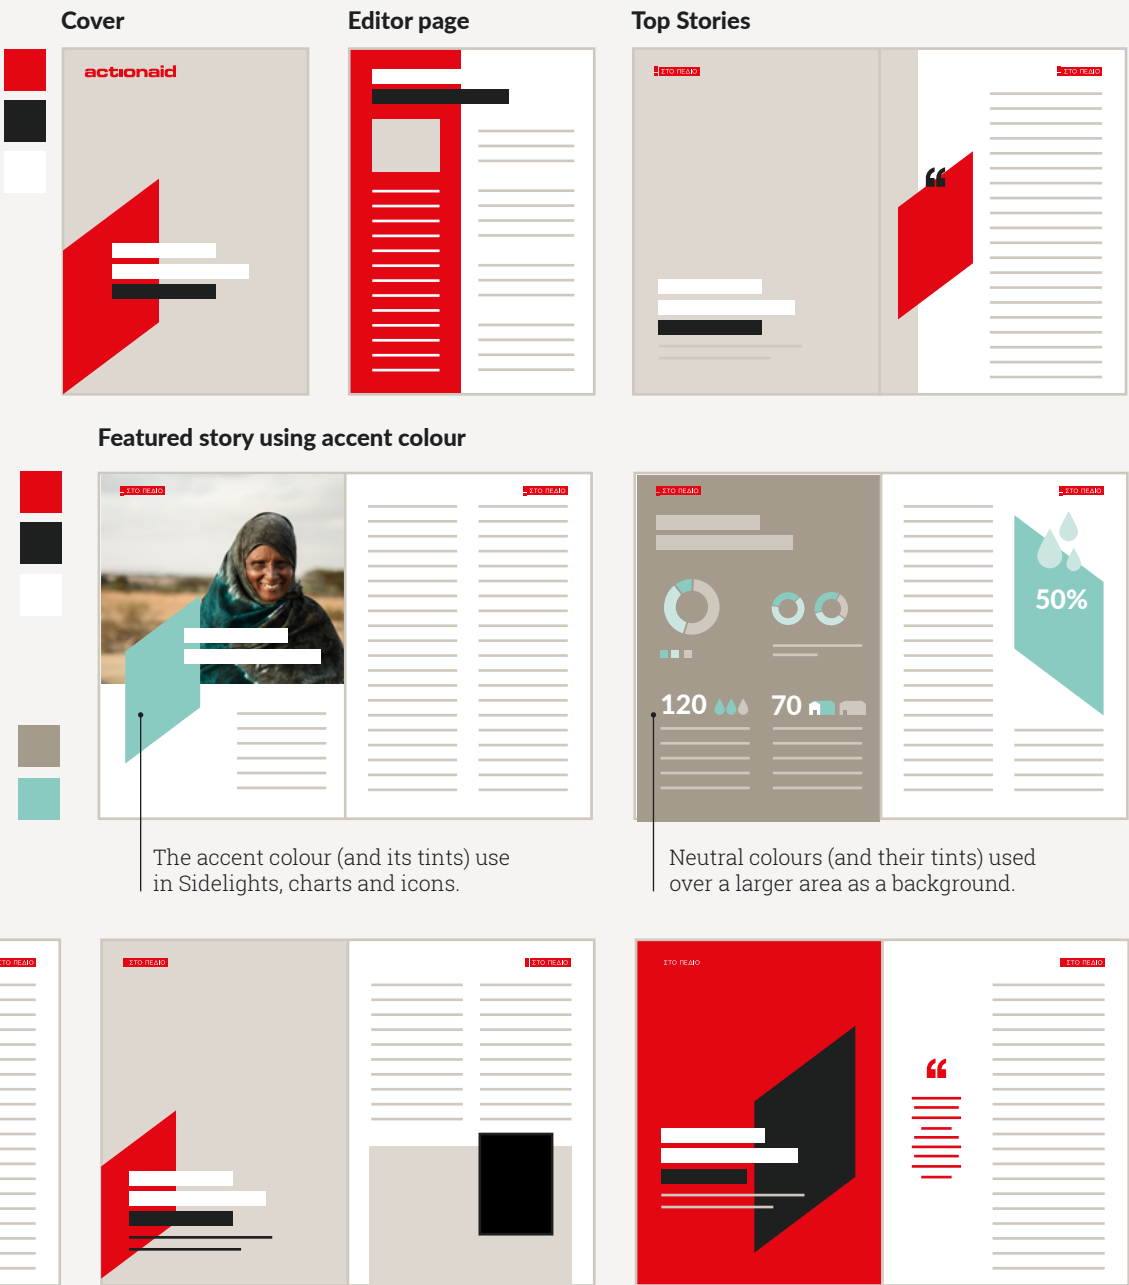 Cover
Editor page
Top Stories
actionaid
ΣΤΟ ΠΕΔΙΟ
ΣΤΟ ΠΕΔΙΟ
“
Featured story using accent colour
ΣΤΟ ΠΕΔΙΟ
ΣΤΟ ΠΕΔΙΟ
ΣΤΟ ΠΕΔΙΟ
ΣΤΟ ΠΕΔΙΟ
50%
120
70
The accent colour (and its tints) use
in Sidelights, charts and icons.
Neutral colours (and their tints) used
over a larger area as a background.
ΣΤΟ ΠΕΔΙΟ
ΣΤΟ ΠΕΔΙΟ
ΣΤΟ ΠΕΔΙΟ
ΣΤΟ ΠΕΔΙΟ
ΣΤΟ ΠΕΔΙΟ
“